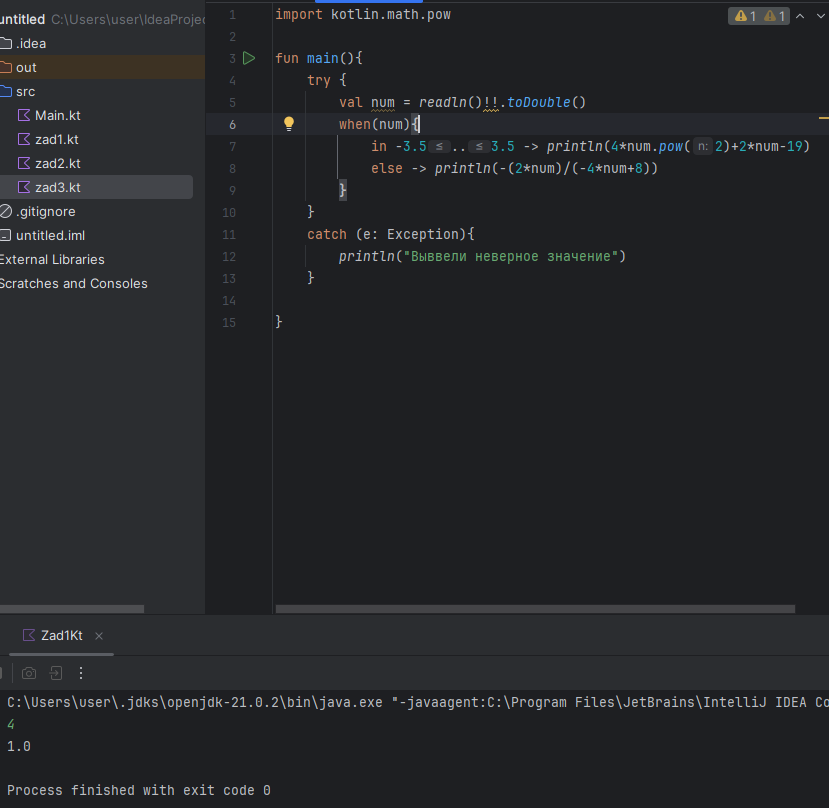 untitled C:\Users\user\IdeaProjec
.idea
out
src
Main.kt
zad1.kt
zad2.kt
zad3.kt
.gitignore
untitled.iml
External Libraries
Scratches and Consoles
1 import kotlin.math.pow
2
3 fun main(){
4 try {
5 val num = readln()!!.toDouble()
6 when(num){
7 in -3.5 ≤ .. ≤ 3.5 -> println(4*num.pow( n: 2)+2*num-19)
8 else -> println(-(2*num)/(-4*num+8))
9 }
10 }
11 catch (e: Exception){
12 println("Выввели неверное значение")
13 }
14
15 }
1 1
Zad1Kt
C:\Users\user\.jdks\openjdk-21.0.2\bin\java.exe "-javaagent:C:\Program Files\JetBrains\IntelliJ IDEA Co
4
1.0
Process finished with exit code 0